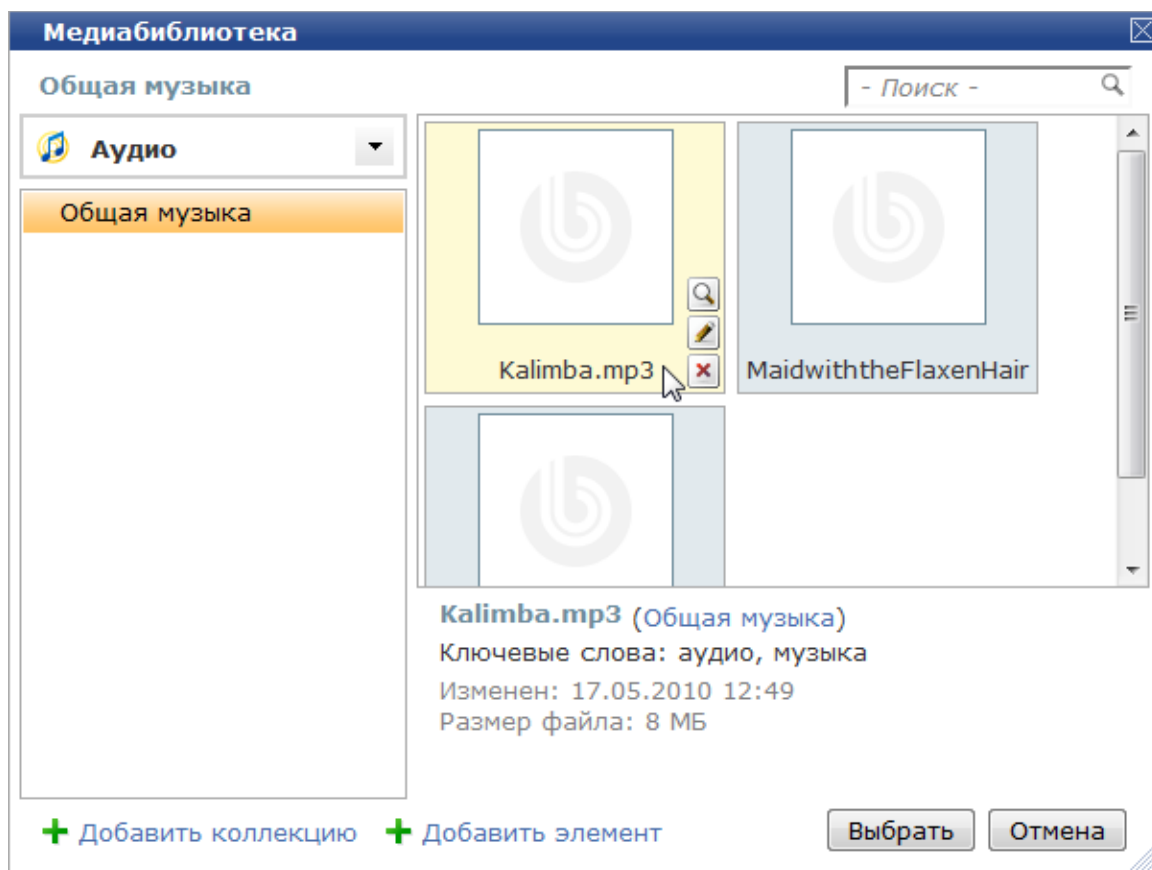 Медиабиблиотека
Общая музыка
- Поиск -
Аудио
Общая музыка
Kalimba.mp3
MaidwiththeFlaxenHair
Kalimba.mp3 (Общая музыка)
Ключевые слова: аудио, музыка
Изменен: 17.05.2010 12:49
Размер файла: 8 МБ
Добавить коллекцию Добавить элемент
Выбрать Отмена